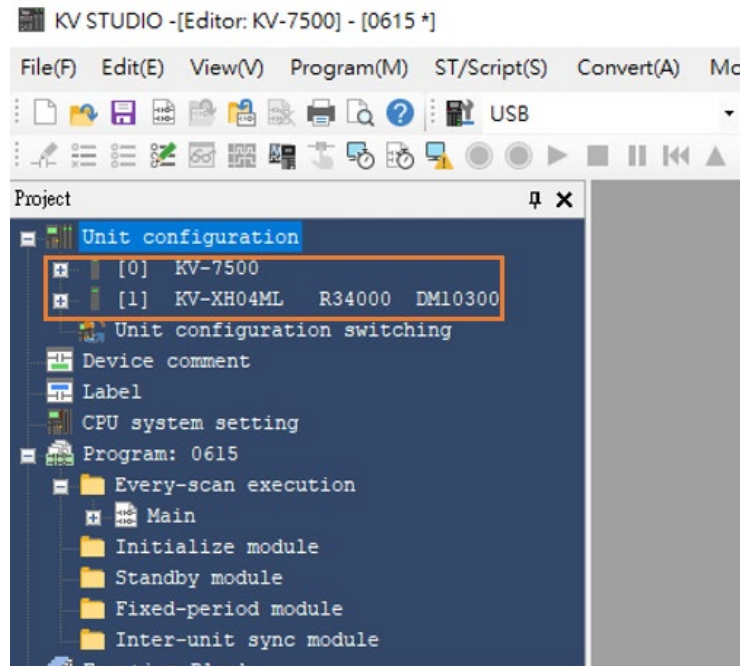 KV STUDIO -[Editor: KV-7500] - [0615 *]
File(F) Edit(E) View(V) Program(M) ST/Script(S) Convert(A)
USB
Project
Unit configuration
[0] KV-7500
[1] KV-XH04ML R34000 DM10300
Unit configuration switching
Device comment
Label
CPU system setting
Program: 0615
Every-scan execution
Main
Initialize module
Standby module
Fixed-period module
Inter-unit sync module